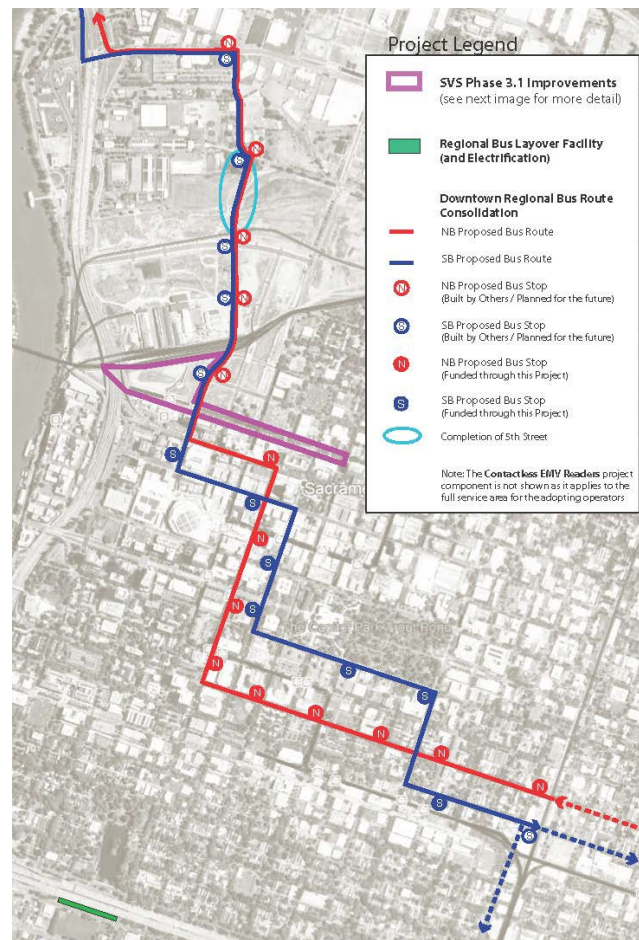 Project Legend
SVS Phase 3.1 Improvements
(see next image for more detail)
Regional Bus Layover Facility
(and Electrification)
Downtown Regional Bus Route
Consolidation
NB Proposed Bus Route
SB Proposed Bus Route
N
NB Proposed Bus Stop
(Built by Others / Planned for the future)
S
SB Proposed Bus Stop
(Built by Others / Planned for the future)
N
NB Proposed Bus Stop
(Funded through this Project)
S
SB Proposed Bus Stop
(Funded through this Project)
Completion of 5th Street
Note: The Contactless EMV Readers project
component is not shown as it applies to the
full service area for the adopting operators
N
S
N
S
N
S
S
N
S
N
S
N
Sacrame
S
N
S
N
S
N
S
N
S
N
N
N
N
S
S